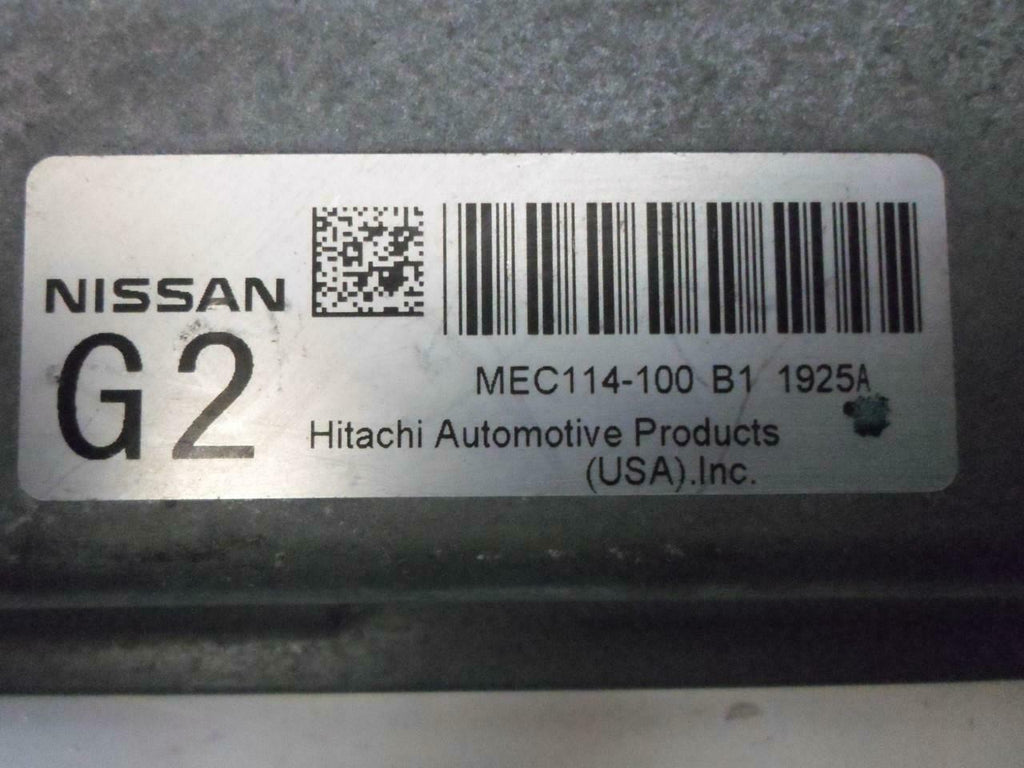 NISSAN
G2
MEC114-100 B1 1925A
Hitachi Automotive Products
(USA).Inc.